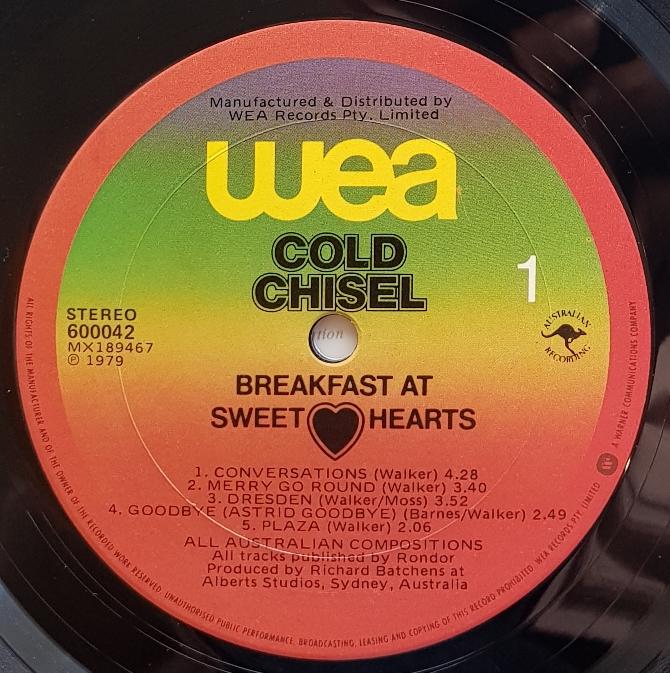 Manufactured & Distributed by
WEA Records Pty. Limited
wea
COLD
CHISEL
1
STEREO
600042
MX189467
℗ 1979
AUSTRALIAN
RECORDING
tion
BREAKFAST AT
SWEET HEARTS
1. CONVERSATIONS (Walker) 4.28
2. MERRY GO ROUND (Walker) 3.40
3. DRESDEN (Walker/Moss) 3.52
4. GOODBYE (ASTRID GOODBYE) (Barnes/Walker) 2.49
5. PLAZA (Walker) 2.06
ALL AUSTRALIAN COMPOSITIONS
All tracks published by Rondor
Produced by Richard Batchens at
Alberts Studios, Sydney, Australia
ALL RIGHTS OF THE MANUFACTURER AND OF THE OWNER OF THE RECORDED WORK RESERVED. UNAUTHORISED PUBLIC PERFORMANCE, BROADCASTING, LEASING AND COPYING OF THIS RECORD PROHIBITED. WEA RECORDS PTY. LIMITED
A WARNER COMMUNICATIONS COMPANY